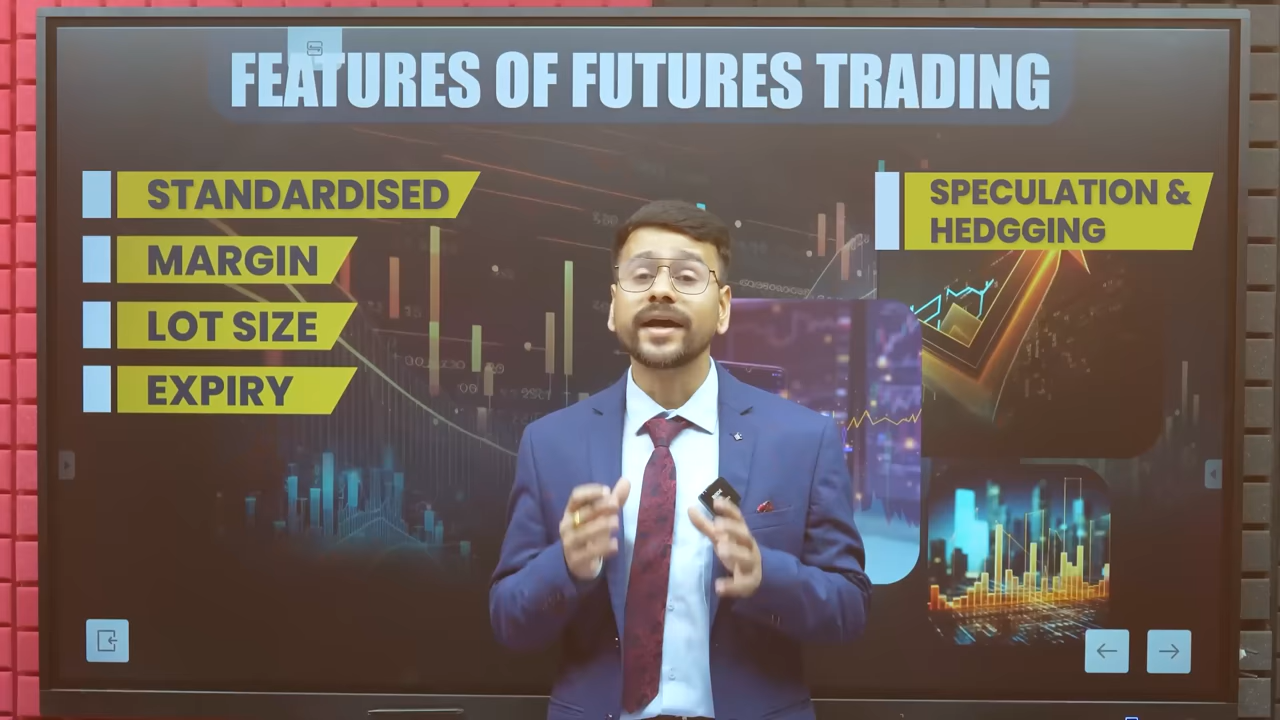 FEATURES OF FUTURES TRADING
STANDARDISED
MARGIN
LOT SIZE
EXPIRY
SPECULATION &
HEDGGING